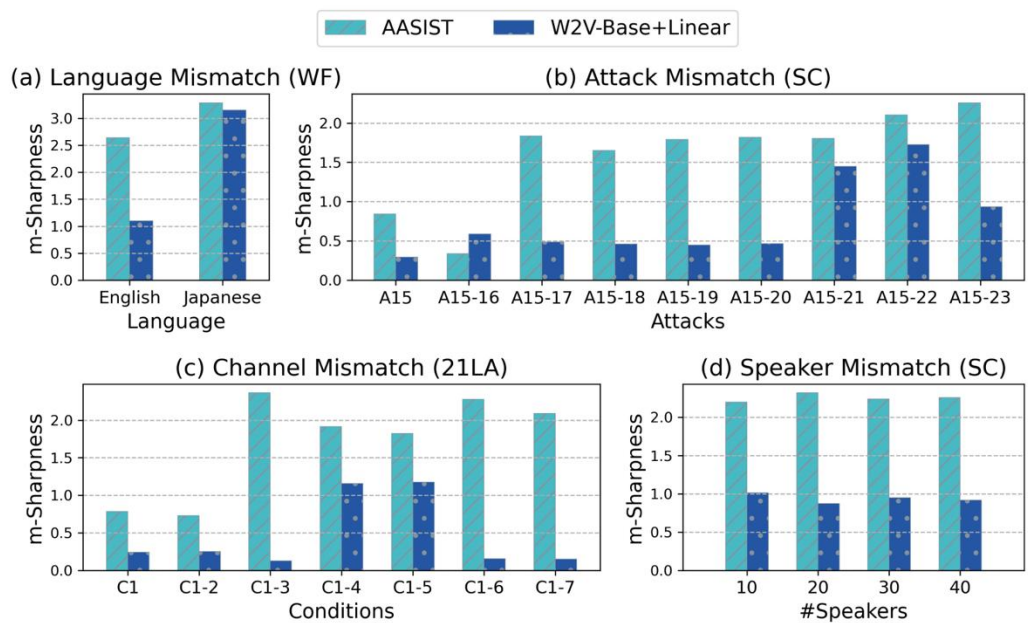 AASIST W2V-Base+Linear
(a) Language Mismatch (WF)
m-Sharpness
3.0
2.5
2.0
1.5
1.0
0.5
0.0
English Japanese
Language
(b) Attack Mismatch (SC)
m-Sharpness
2.0
1.5
1.0
0.5
0.0
A15 A15-16 A15-17 A15-18 A15-19 A15-20 A15-21 A15-22 A15-23
Attacks
(c) Channel Mismatch (21LA)
m-Sharpness
2.0
1.5
1.0
0.5
0.0
C1 C1-2 C1-3 C1-4 C1-5 C1-6 C1-7
Conditions
(d) Speaker Mismatch (SC)
m-Sharpness
2.0
1.5
1.0
0.5
0.0
10 20 30 40
#Speakers